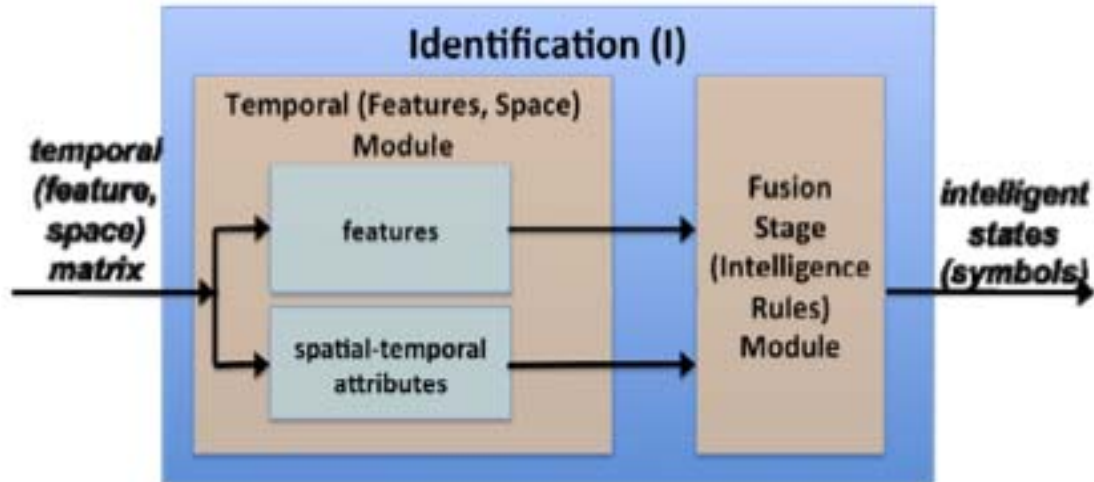 Identification (I)
Temporal (Features, Space)
Module
temporal
(feature,
space)
matrix
features
spatial-temporal
attributes
Fusion
Stage
(Intelligence
Rules)
Module
intelligent
states
(symbols)